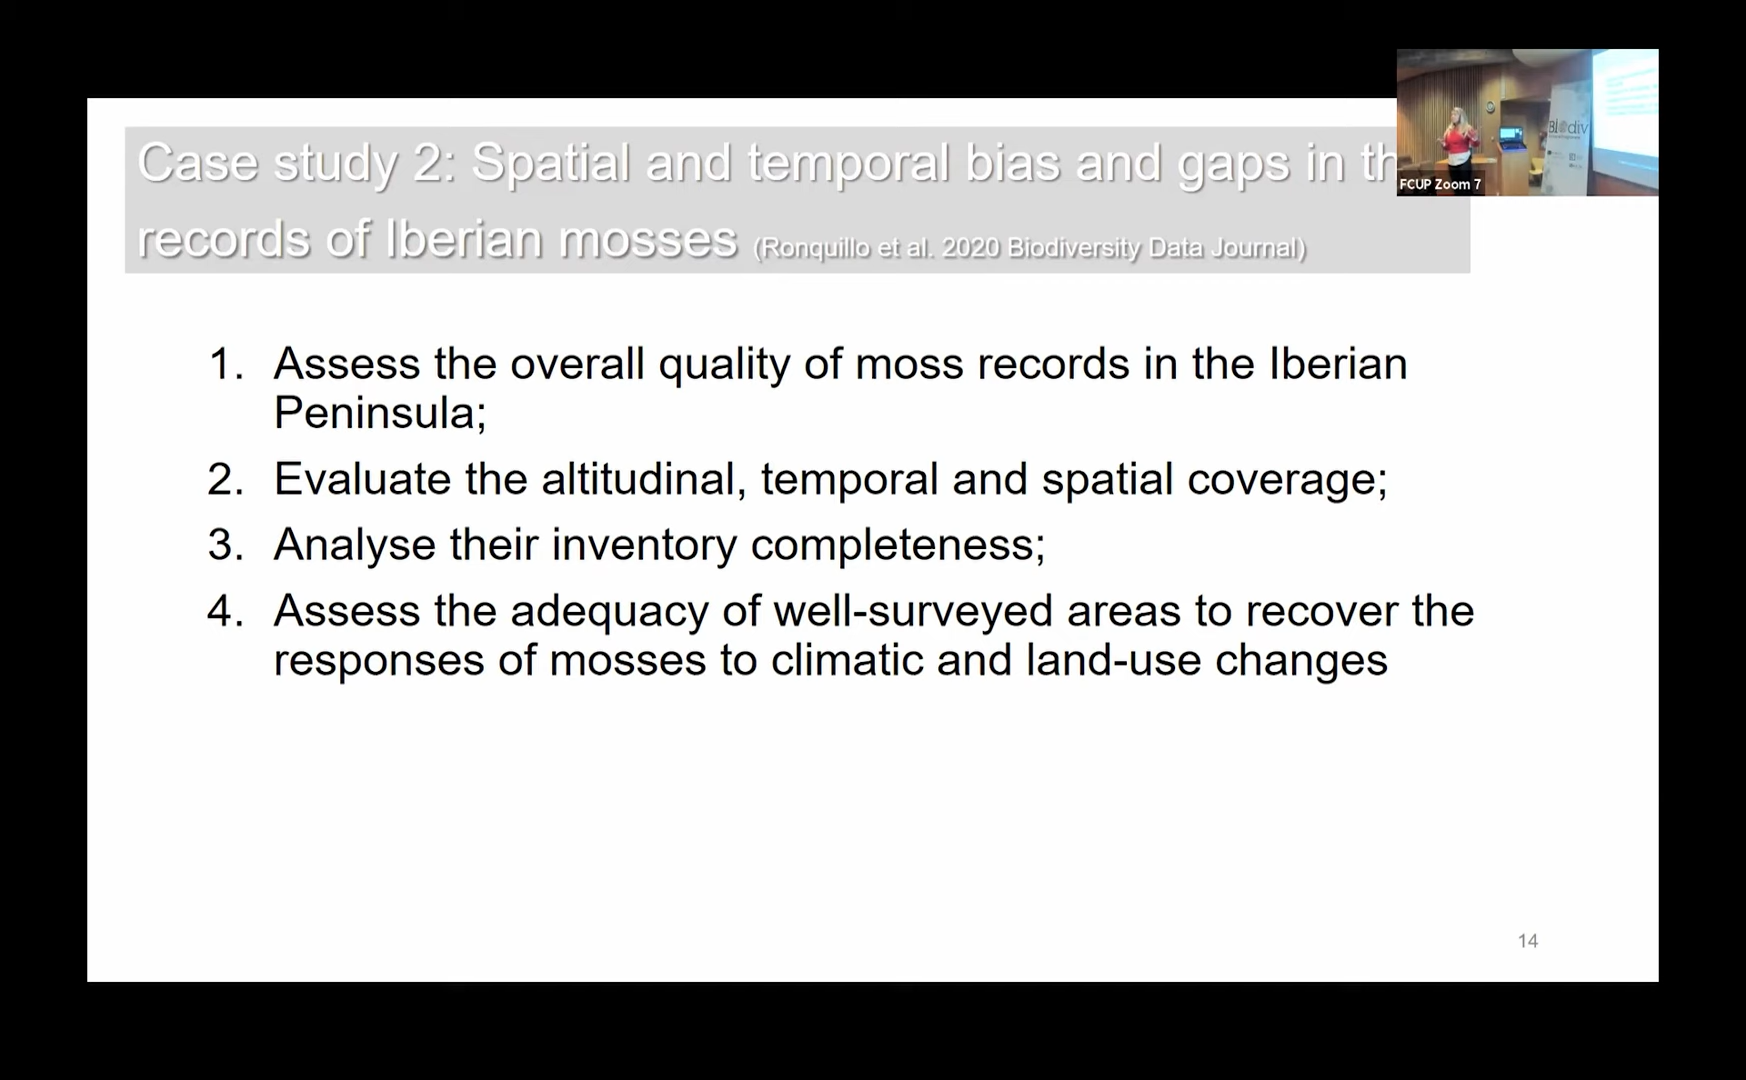 Case study 2: Spatial and temporal bias and gaps in th
records of Iberian mosses (Ronquillo et al. 2020 Biodiversity Data Journal)
1. Assess the overall quality of moss records in the Iberian
Peninsula;
2. Evaluate the altitudinal, temporal and spatial coverage;
3. Analyse their inventory completeness;
4. Assess the adequacy of well-surveyed areas to recover the
responses of mosses to climatic and land-use changes
14
Biodiv
FCUP Zoom 7